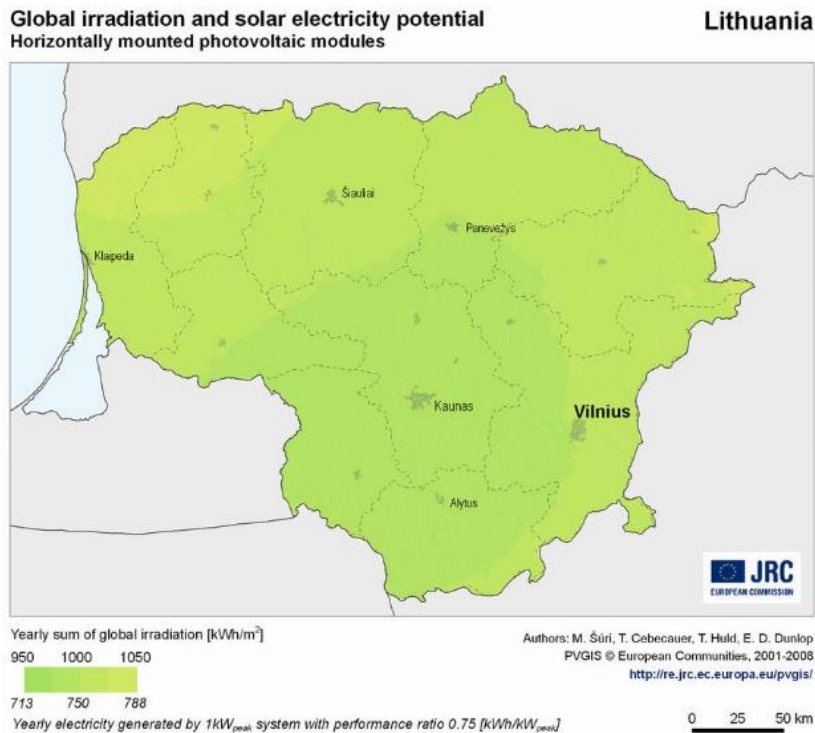 Global irradiation and solar electricity potential
Horizontally mounted photovoltaic modules
Lithuania
Šiauliai
Panevėžys
Klaipeda
Kaunas
Vilnius
Alytus
JRC
EUROPEAN COMMISSION
Yearly sum of global irradiation [kWh/m²]
950 1000 1050
713 750 788
Yearly electricity generated by 1kWpeak system with performance ratio 0.75 [kWh/kWpeak]
Authors: M. Šúri, T. Cebecauer, T. Huld, E. D. Dunlop
PVGIS © European Communities, 2001-2008
http://re.jrc.ec.europa.eu/pvgis/
0 25 50 km